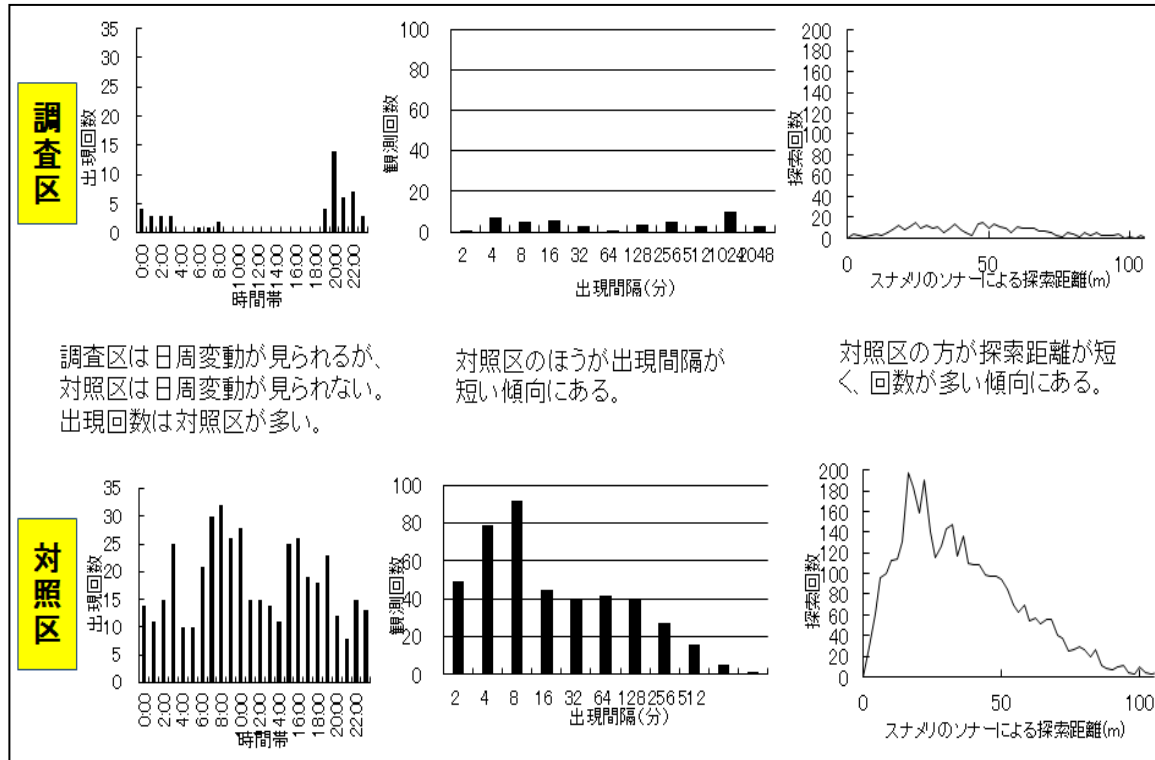 調査区
35
30
25
20
15
10
5
0
出現回数
0:00
2:00
4:00
6:00
8:00
10:00
12:00
14:00
16:00
18:00
20:00
22:00
時間帯
100
80
60
40
20
0
観測回数
2 4 8 16 32 64 128 256 512 1024 2048
出現間隔(分)
200
180
160
140
120
100
80
60
40
20
0
探索回数
0 50 100
スナメリのソナーによる探索距離(m)
調査区は日周変動が見られるが、
対照区は日周変動が見られない。
出現回数は対照区が多い。
対照区のほうが出現間隔が
短い傾向にある。
対照区の方が探索距離が短
く、回数が多い傾向にある。
対照区
35
30
25
20
15
10
5
0
出現回数
0:00
2:00
4:00
6:00
8:00
10:00
12:00
14:00
16:00
18:00
20:00
22:00
時間帯
100
80
60
40
20
0
観測回数
2 4 8 16 32 64 128 256 512
出現間隔(分)
200
180
160
140
120
100
80
60
40
20
0
探索回数
0 50 100
スナメリのソナーによる探索距離(m)